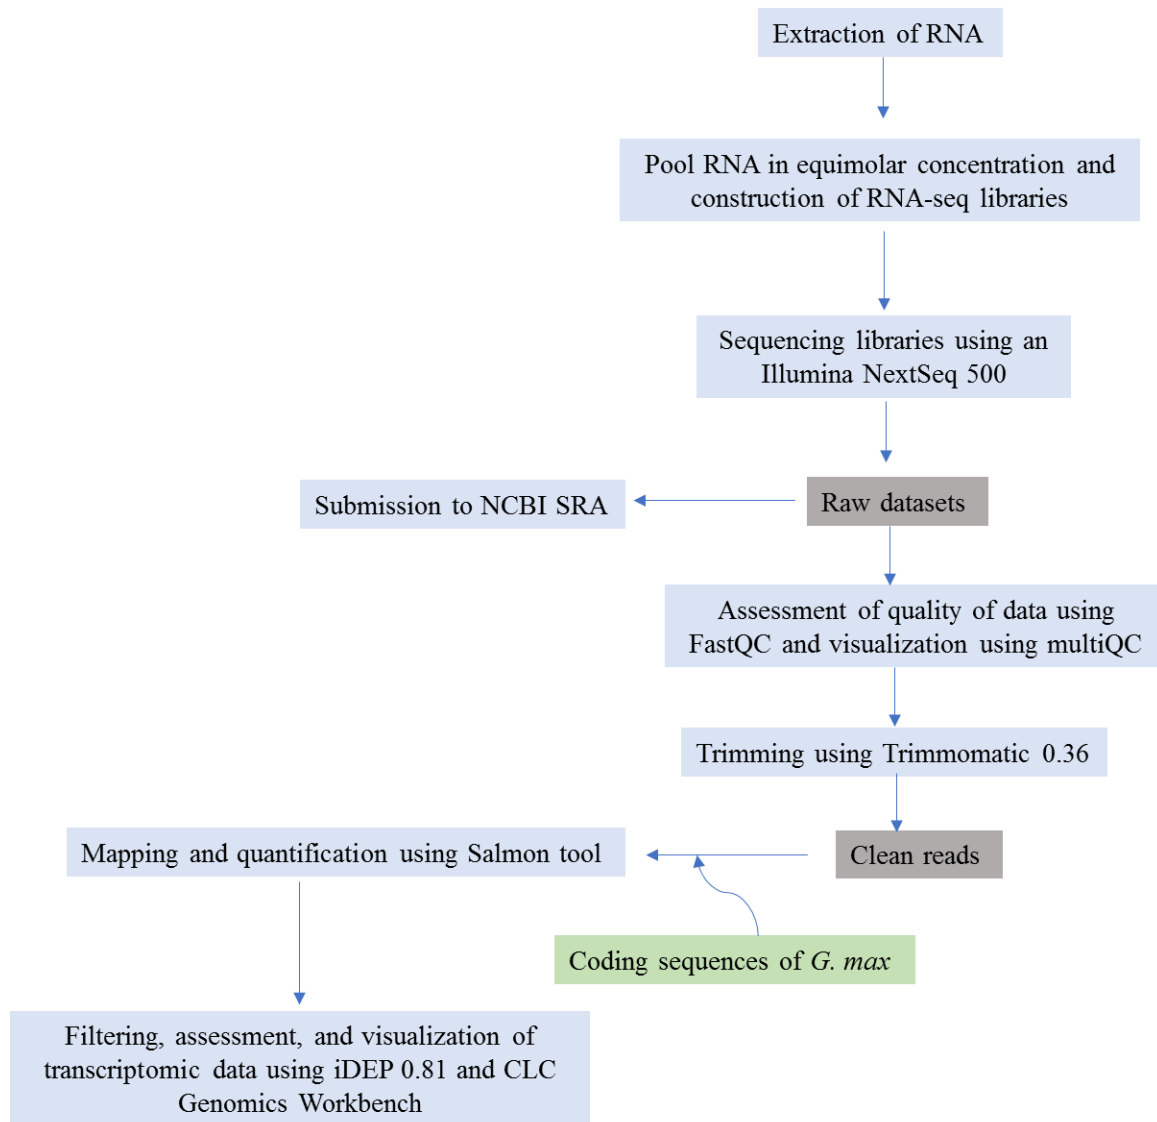 Extraction of RNA
Pool RNA in equimolar concentration and
construction of RNA-seq libraries
Sequencing libraries using an
Illumina NextSeq 500
Submission to NCBI SRA
Raw datasets
Assessment of quality of data using
FastQC and visualization using multiQC
Trimming using Trimmomatic 0.36
Mapping and quantification using Salmon tool
Clean reads
Coding sequences of G. max
Filtering, assessment, and visualization of
transcriptomic data using iDEP 0.81 and CLC
Genomics Workbench